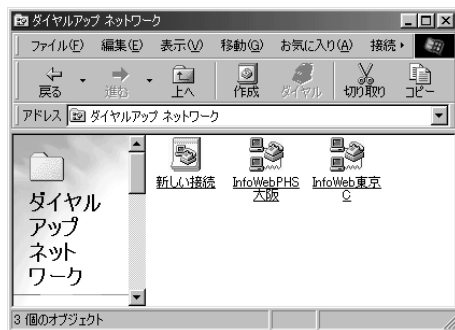 ダイヤルアップ ネットワーク
ファイル(F) 編集(E) 表示(V) 移動(G) お気に入り(A) 接続
戻る 進む 上へ 作成 ダイヤル 切り取り コピー
アドレス ダイヤルアップ ネットワーク
ダイヤル
アップ
ネット
ワーク
新しい接続 InfoWebPHS InfoWeb東京
大阪 C
3 個のオブジェクト